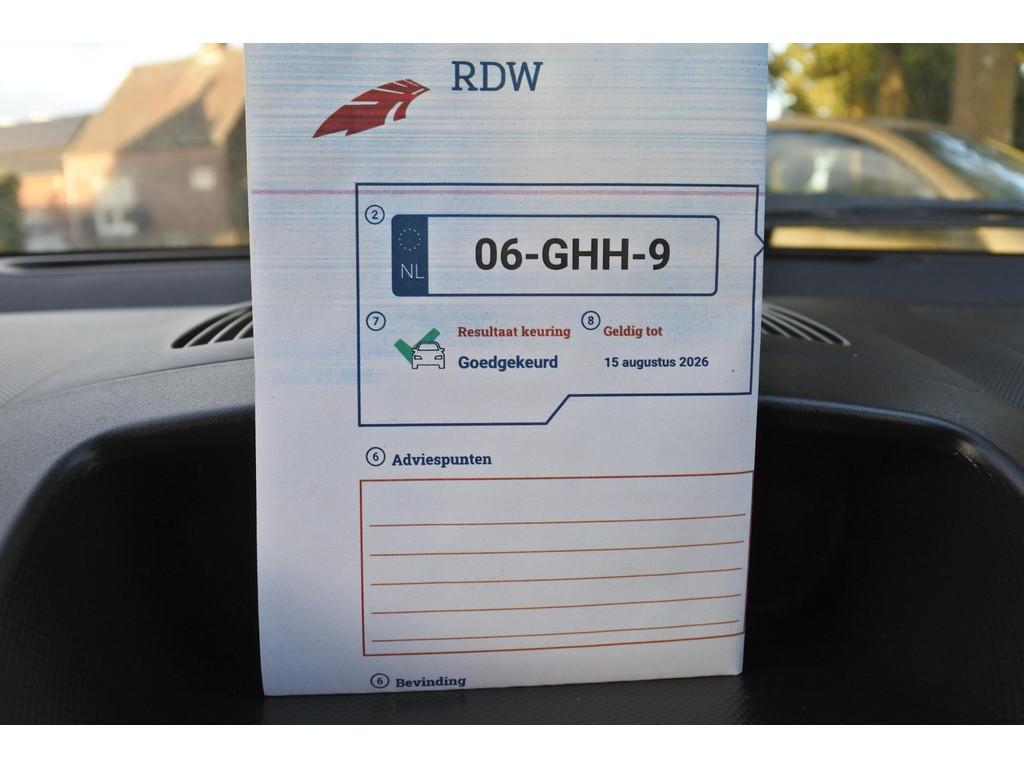 RDW
2
NL
06-GHH-9
7 Resultaat keuring 8 Geldig tot
Goedgekeurd 15 augustus 2026
6 Adviespunten
6 Bevinding